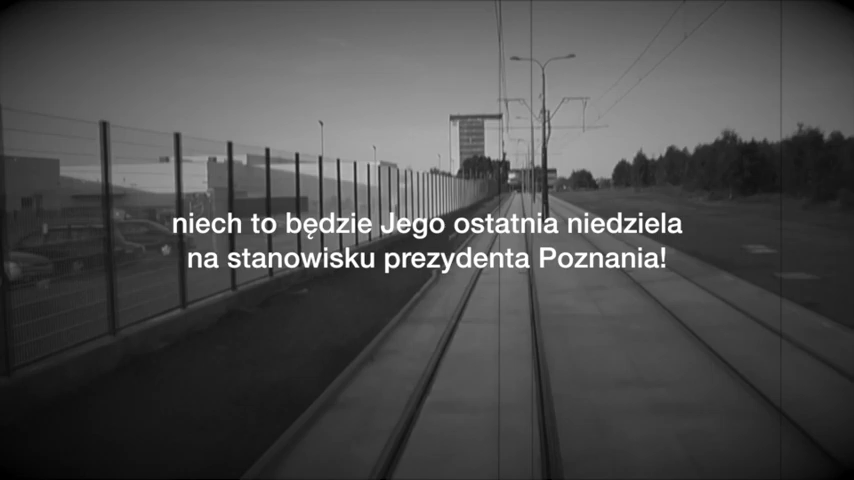 niech to będzie Jego ostatnia niedziela
na stanowisku prezydenta Poznania!